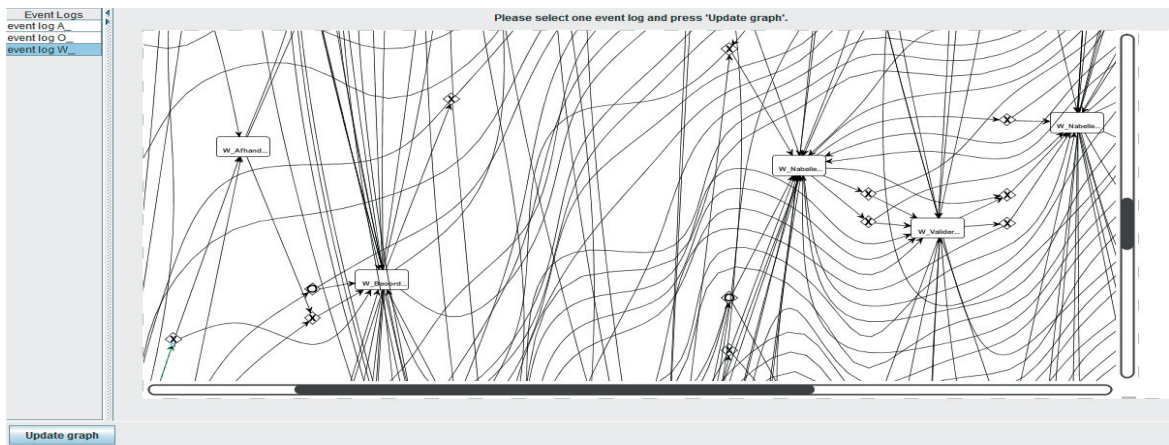 Event Logs
event log A_
event log O_
event log W_
Please select one event log and press 'Update graph'.
W_Nabelle...
W_Afhand...
W_Nabelle...
W_Valider...
W_Beoord...
Update graph